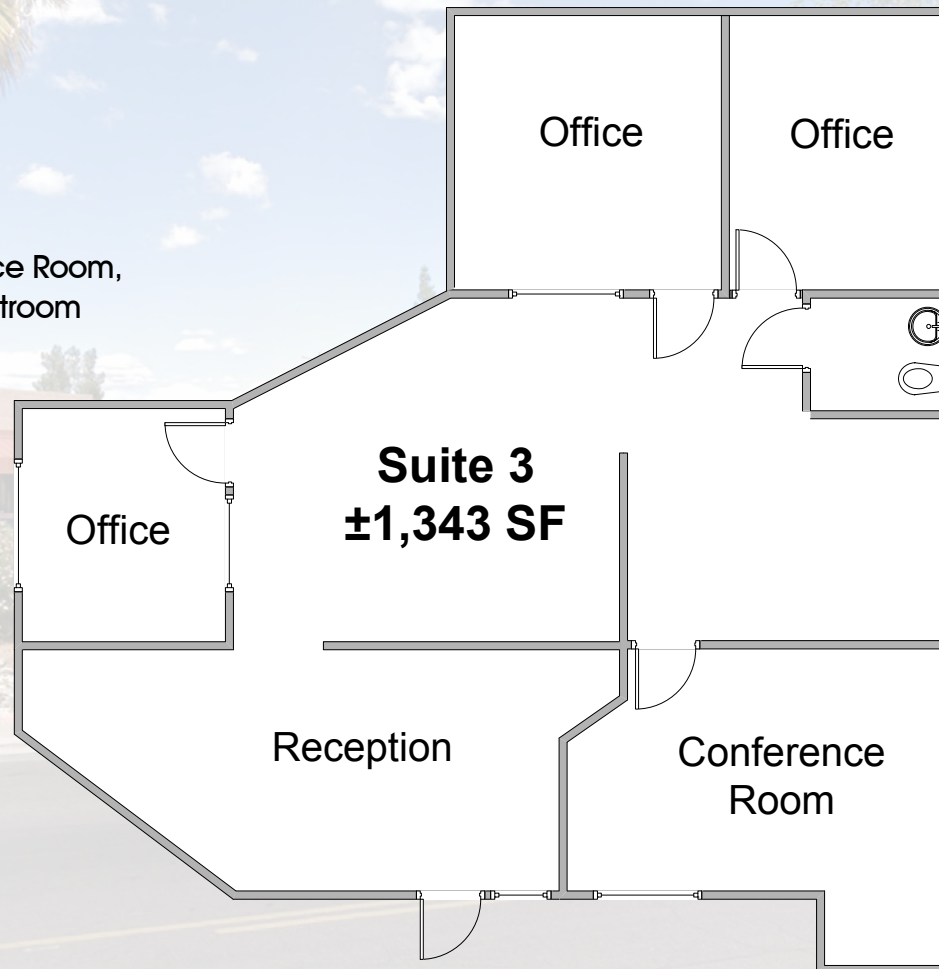 Office
Office
ce Room,
troom
Suite 3
±1,343 SF
Office
Reception
Conference
Room